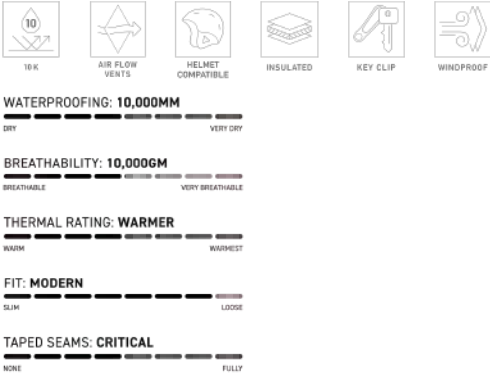 10
10K
AIR FLOW
VENTS
HELMET
COMPATIBLE
INSULATED
KEY CLIP
WINDPROOF
WATERPROOFING: 10,000MM
DRY VERY DRY
BREATHABILITY: 10,000GM
BREATHABLE VERY BREATHABLE
THERMAL RATING: WARMER
WARM WARMEST
FIT: MODERN
SLIM LOOSE
TAPED SEAMS: CRITICAL
NONE FULLY